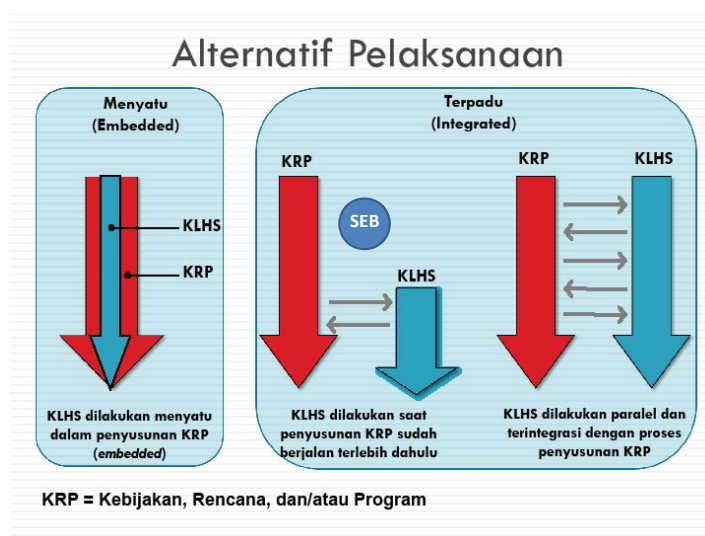 Alternatif Pelaksanaan
Menyatu
(Embedded)
KLHS
KRP
KLHS dilakukan menyatu
dalam penyusunan KRP
(embedded)
Terpadu
(Integrated)
KRP
SEB
KLHS
KLHS dilakukan saat
penyusunan KRP sudah
berjalan terlebih dahulu
KRP
KLHS
KLHS dilakukan paralel dan
terintegrasi dengan proses
penyusunan KRP
KRP = Kebijakan, Rencana, dan/atau Program